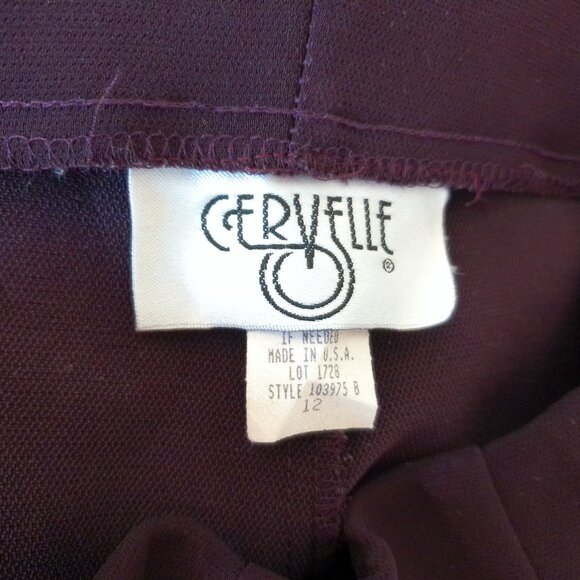 CERVELLE
®
IF NEEDED
MADE IN U.S.A.
LOT 1728
STYLE 103975 B
12